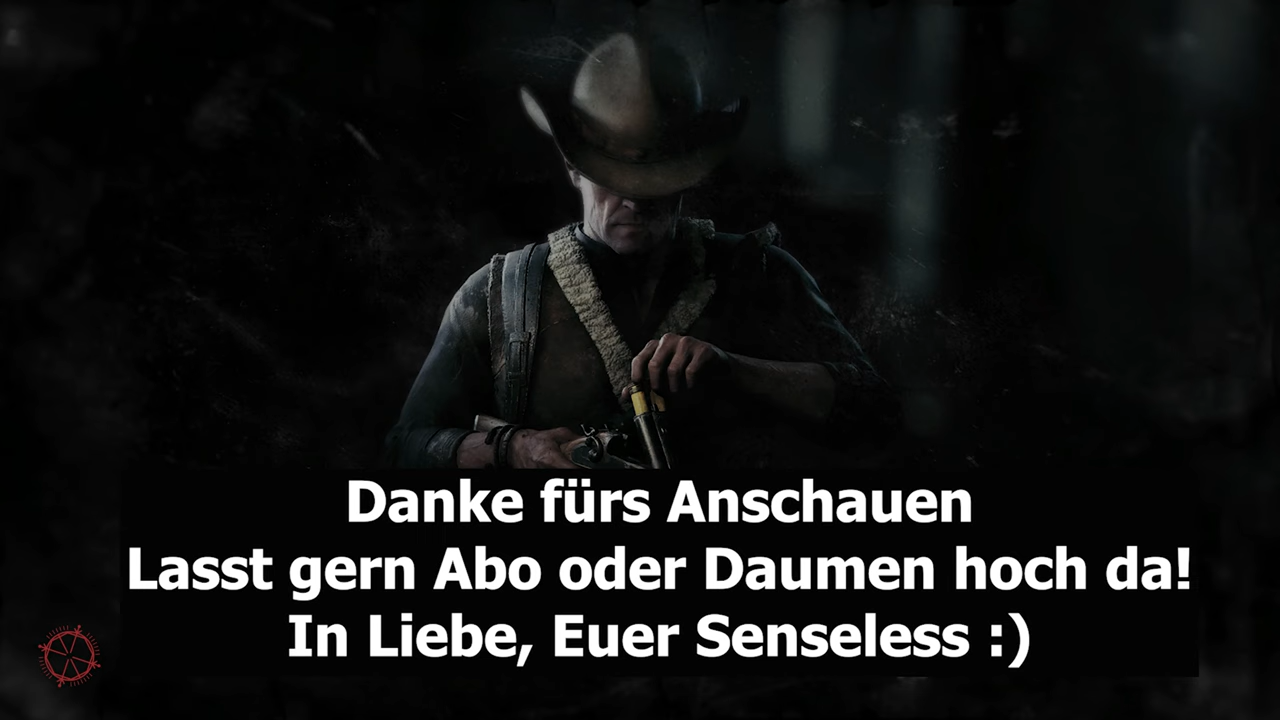 Danke fürs Anschauen
Lasst gern Abo oder Daumen hoch da!
In Liebe, Euer Senseless :)